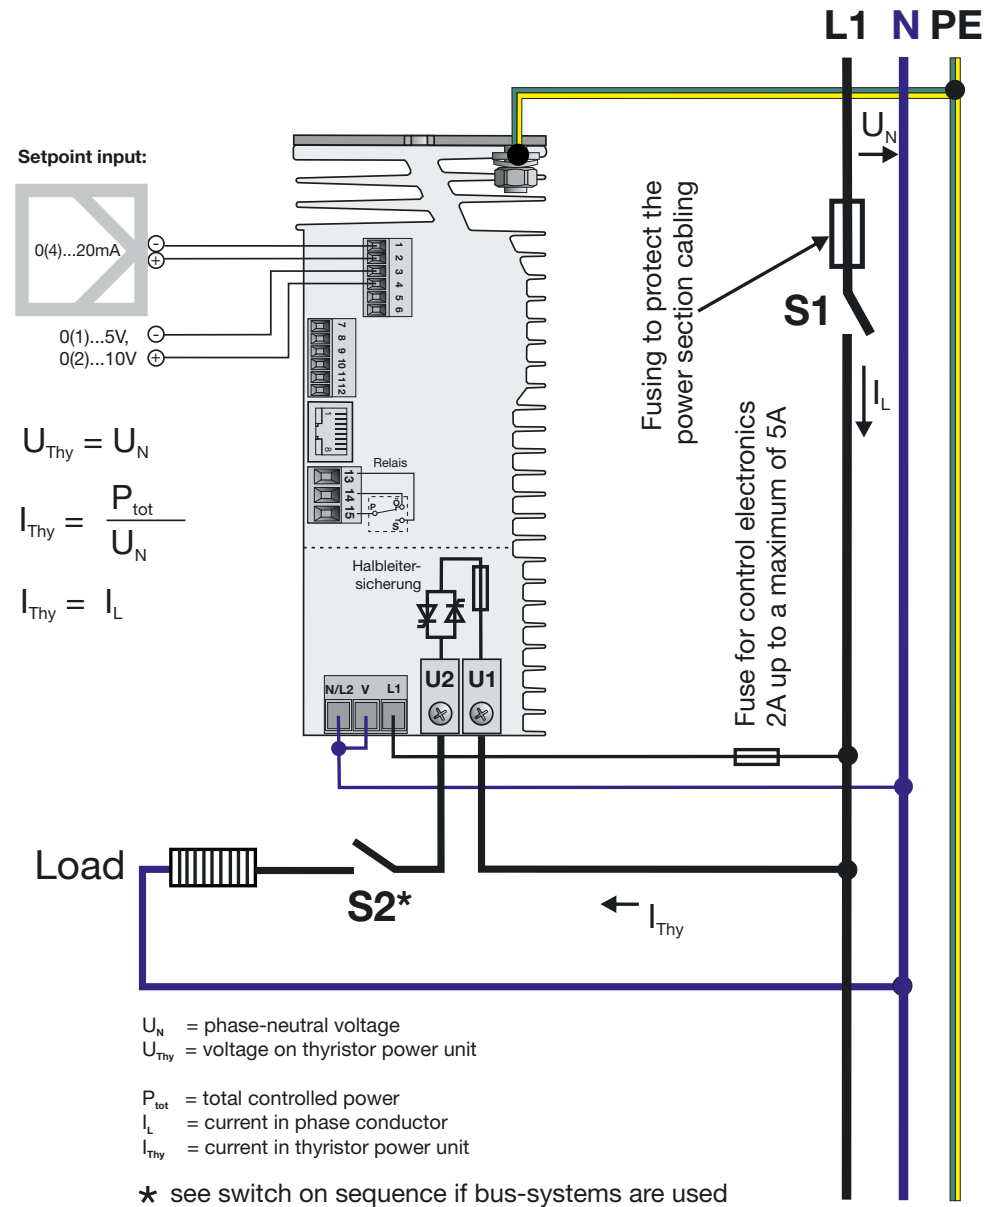 L1 N PE
U_N
Setpoint input:
0(4)...20mA
-
+
0(1)...5V,
0(2)...10V
-
+
1
2
3
4
5
6
7
8
9
10
11
12
1
8
Relais
13
14
15
P
Ö
S
Halbleiter-
sicherung
U2 U1
N/L2 V L1
Fusing to protect the
power section cabling
S1
I_L
Fuse for control electronics
2A up to a maximum of 5A
U_Thy = U_N
I_Thy = P_tot / U_N
I_Thy = I_L
Load
S2*
I_Thy
U_N = phase-neutral voltage
U_Thy = voltage on thyristor power unit
P_tot = total controlled power
I_L = current in phase conductor
I_Thy = current in thyristor power unit
* see switch on sequence if bus-systems are used